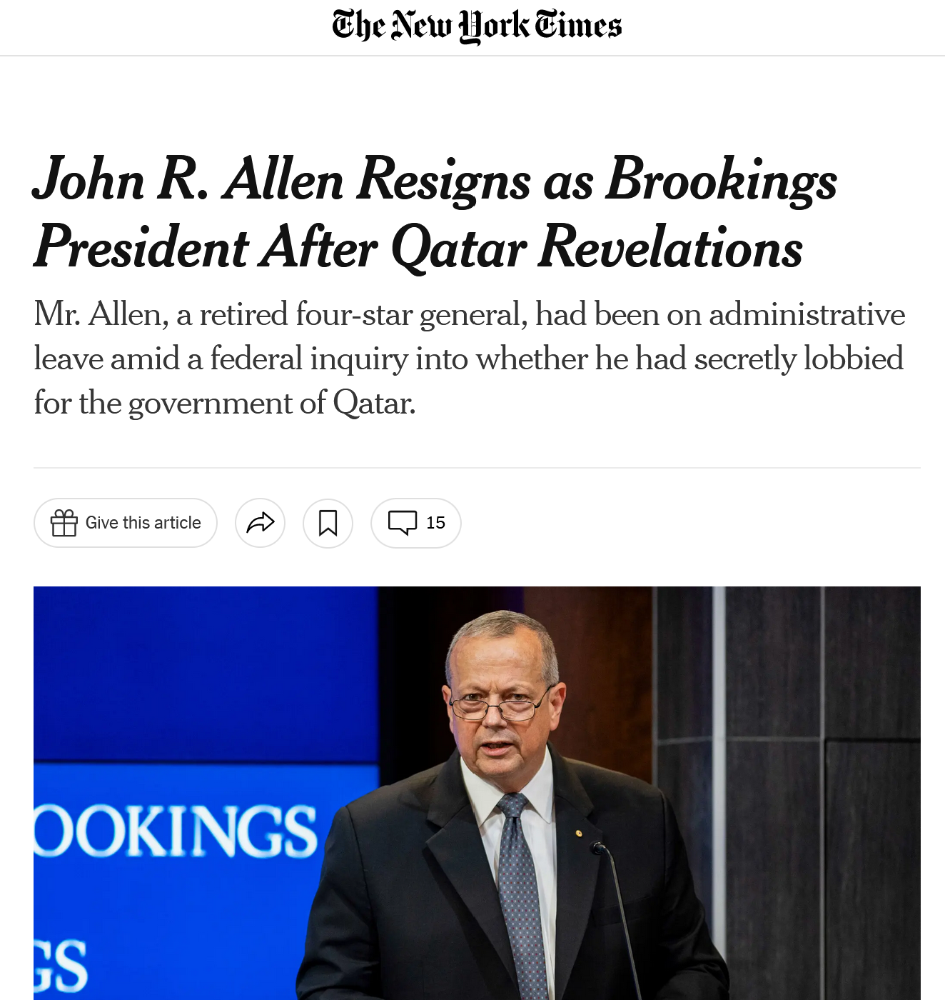 The New York Times
John R. Allen Resigns as Brookings
President After Qatar Revelations
Mr. Allen, a retired four-star general, had been on administrative
leave amid a federal inquiry into whether he had secretly lobbied
for the government of Qatar.
Give this article
15
OOKINGS
GS